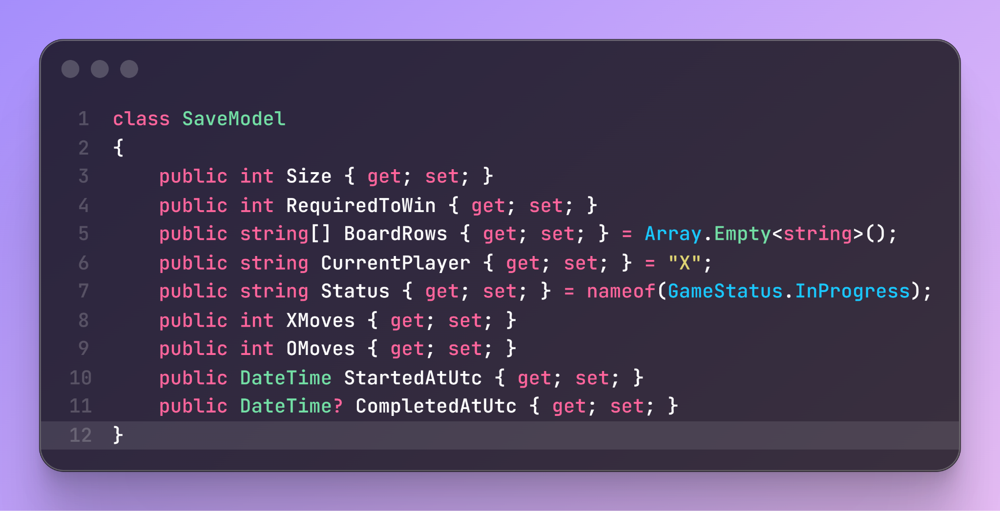 1 class SaveModel
2 {
3     public int Size { get; set; }
4     public int RequiredToWin { get; set; }
5     public string[] BoardRows { get; set; } = Array.Empty<string>();
6     public string CurrentPlayer { get; set; } = "X";
7     public string Status { get; set; } = nameof(GameStatus.InProgress);
8     public int XMoves { get; set; }
9     public int OMoves { get; set; }
10     public DateTime StartedAtUtc { get; set; }
11     public DateTime? CompletedAtUtc { get; set; }
12 }